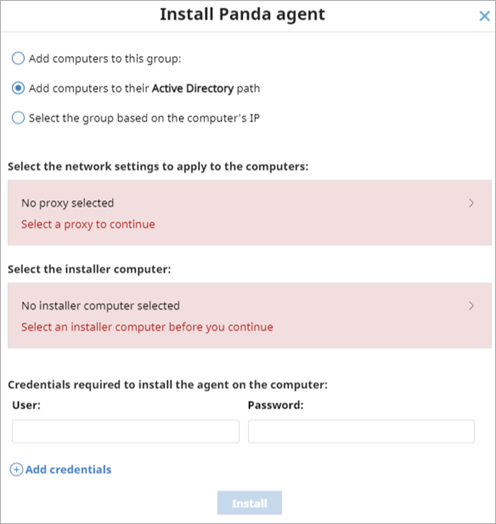 Install Panda agent
Add computers to this group:
Add computers to their Active Directory path
Select the group based on the computer's IP
Select the network settings to apply to the computers:
No proxy selected
Select a proxy to continue
Select the installer computer:
No installer computer selected
Select an installer computer before you continue
Credentials required to install the agent on the computer:
User: Password:
Add credentials
Install